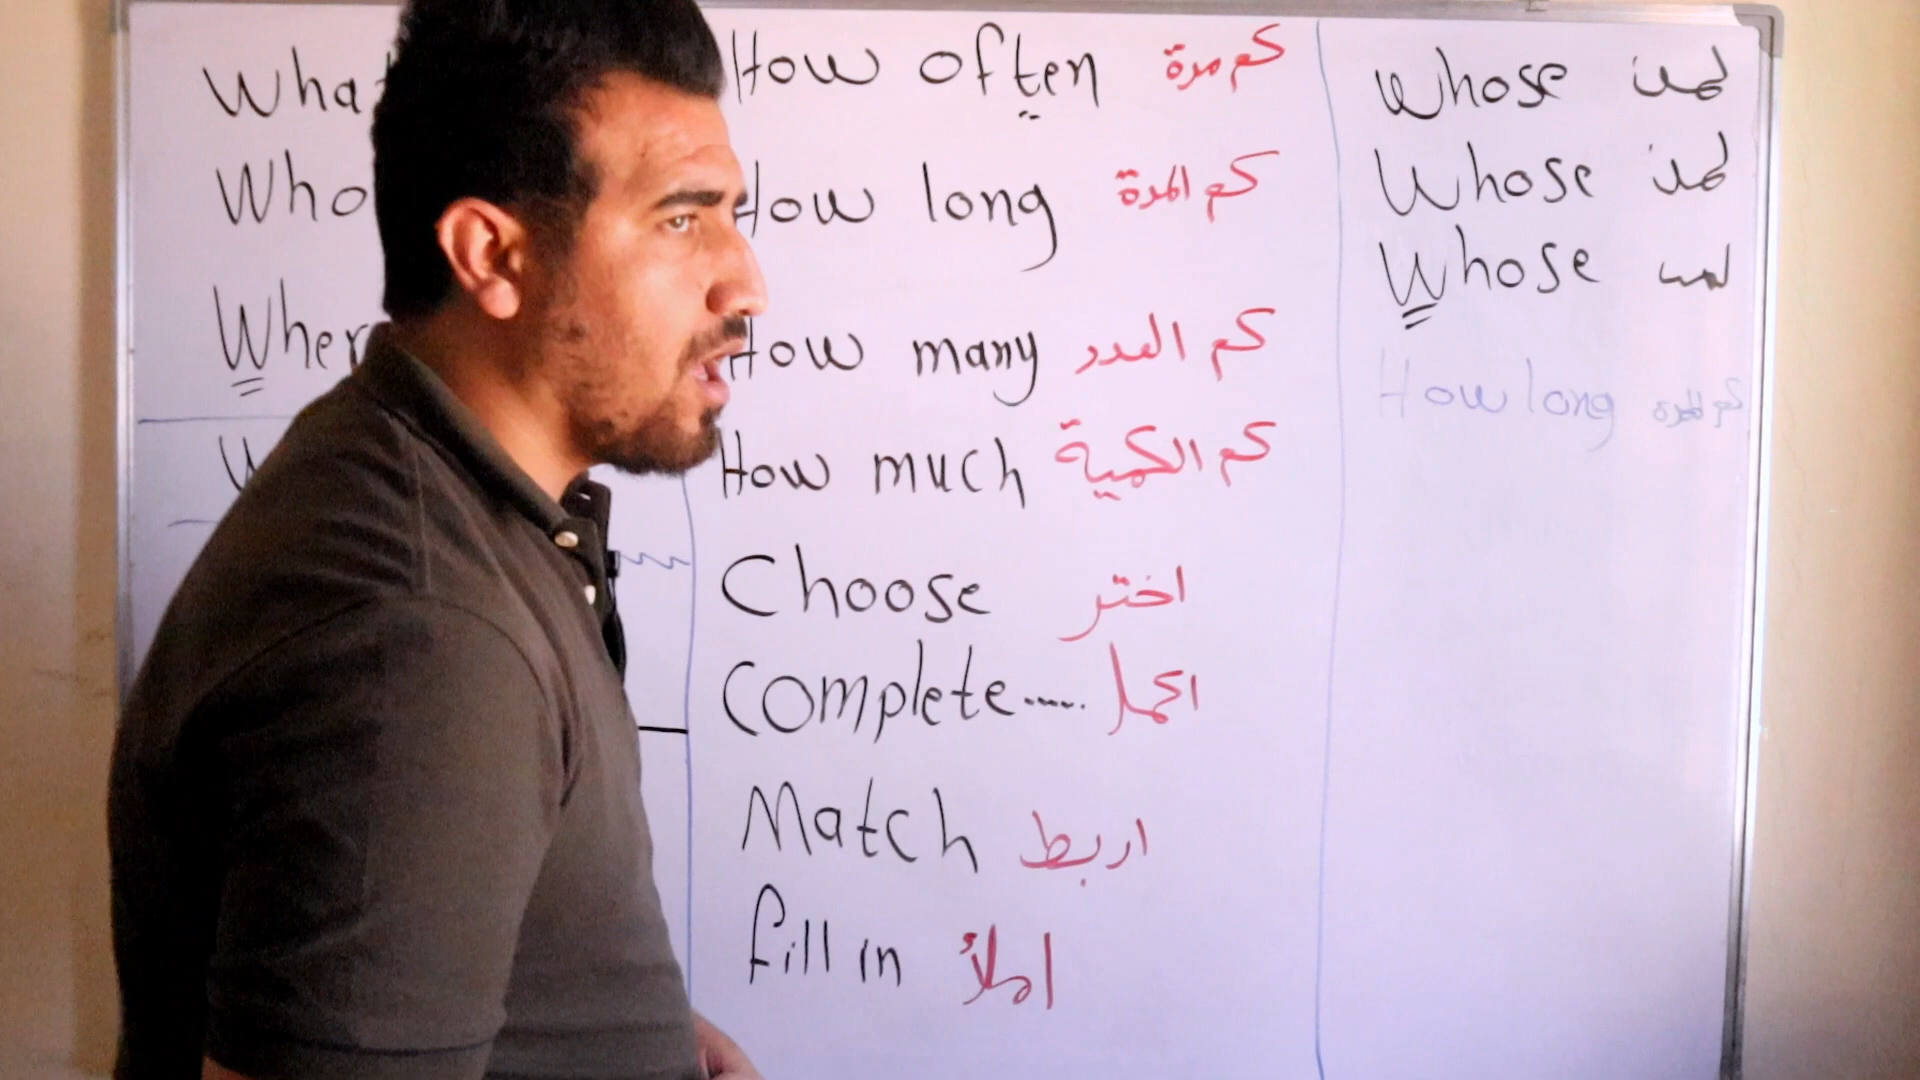 What
Who
Wher
W
How often كم مرة
How long كم المدة
How many كم العدد
How much كم الكمية
Choose اختر
Complete..... اكمل
Match اربط
fill in املأ
Whose لمن
Whose لمن
Whose لمن
How long كم المدة